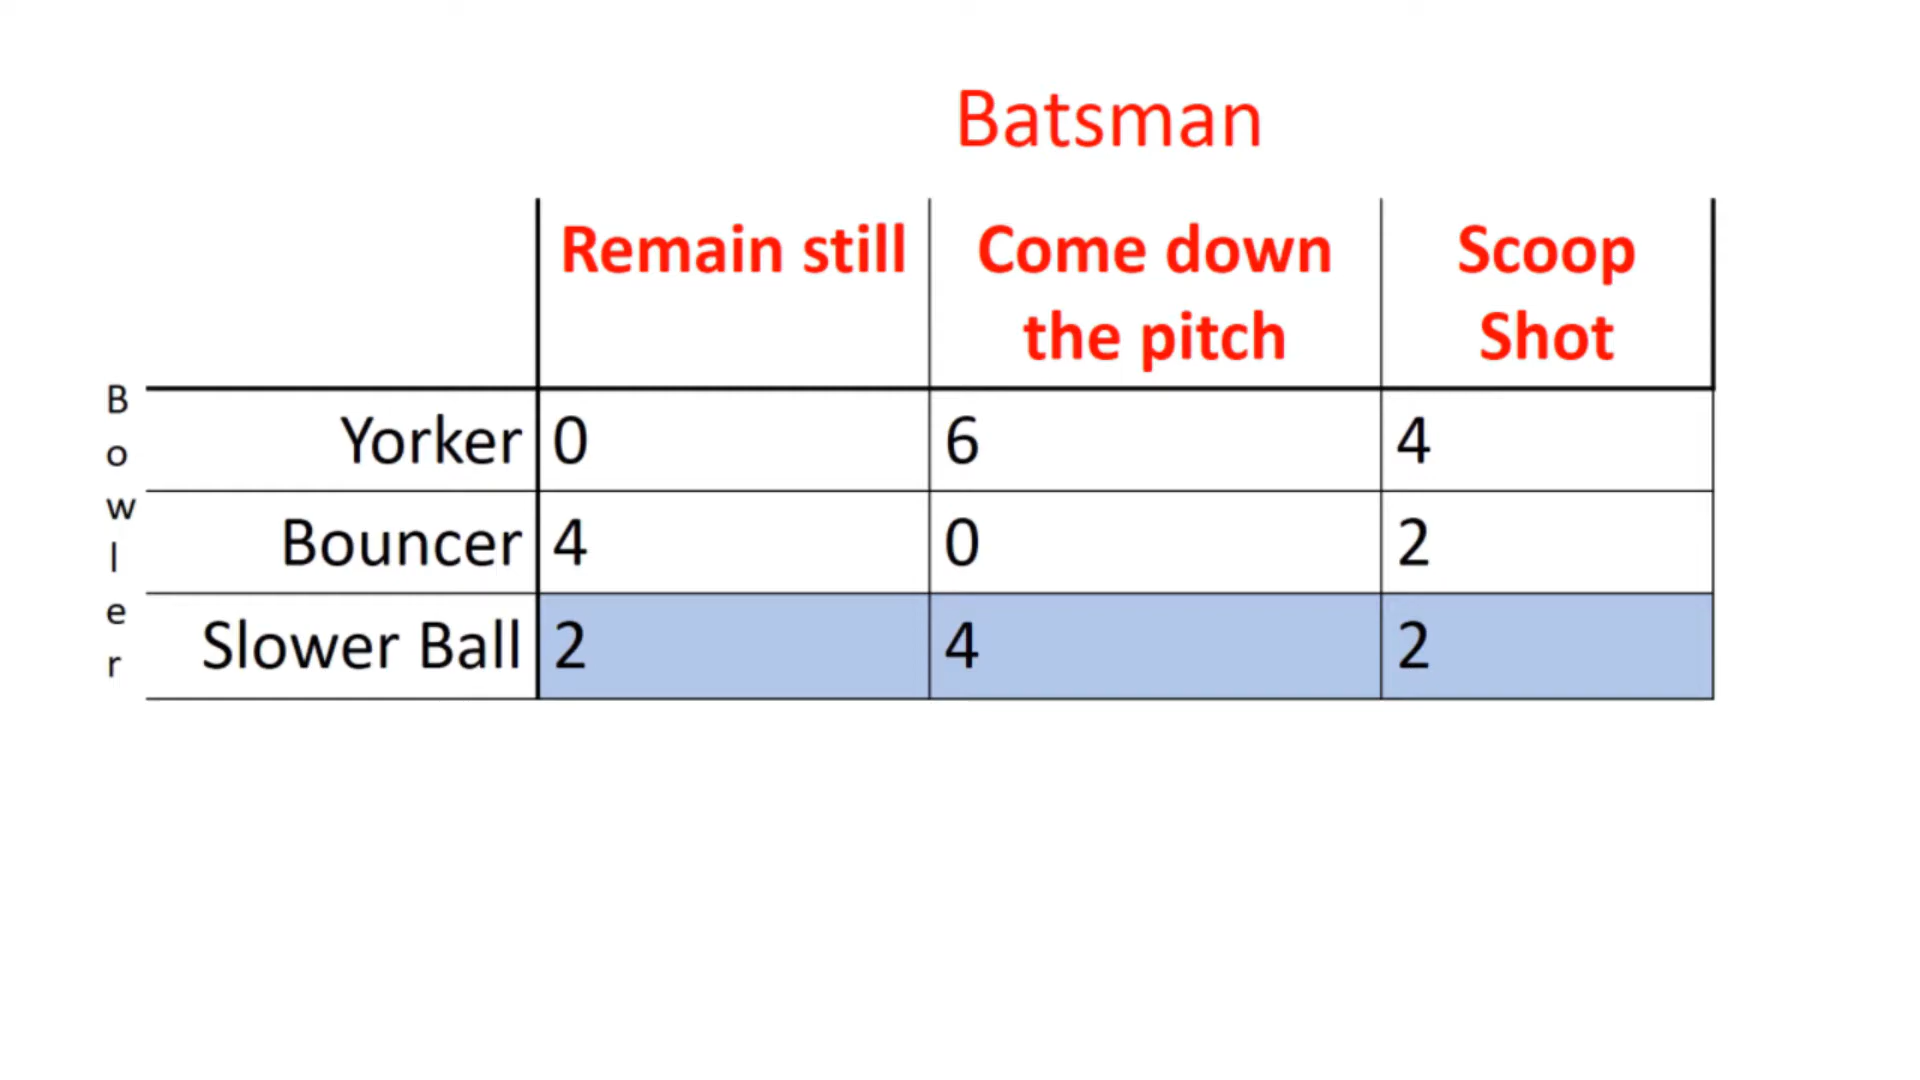 Batsman
Remain still Come down the pitch Scoop Shot
Bowler
Yorker 0 6 4
Bouncer 4 0 2
Slower Ball 2 4 2